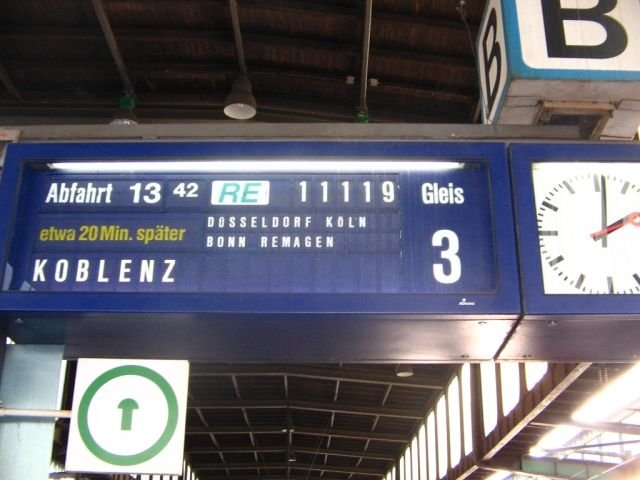 B B
Abfahrt 13 42 RE 11119 Gleis
DÜSSELDORF KÖLN
etwa 20 Min. später
BONN REMAGEN
3
KOBLENZ